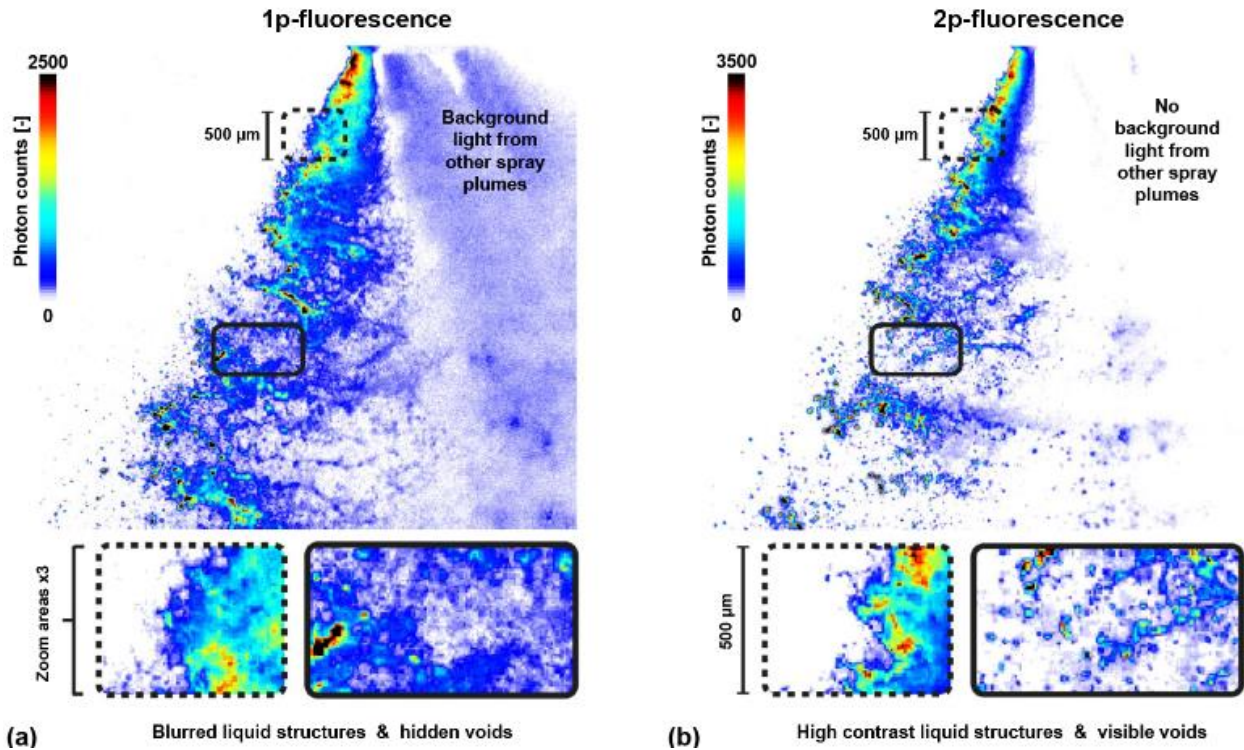 1p-fluorescence
2500
Photon counts [-]
0
500 µm
Background
light from
other spray
plumes
Zoom areas x3
(a)
Blurred liquid structures & hidden voids
2p-fluorescence
3500
Photon counts [-]
0
500 µm
No
background
light from
other spray
plumes
500 µm
(b)
High contrast liquid structures & visible voids